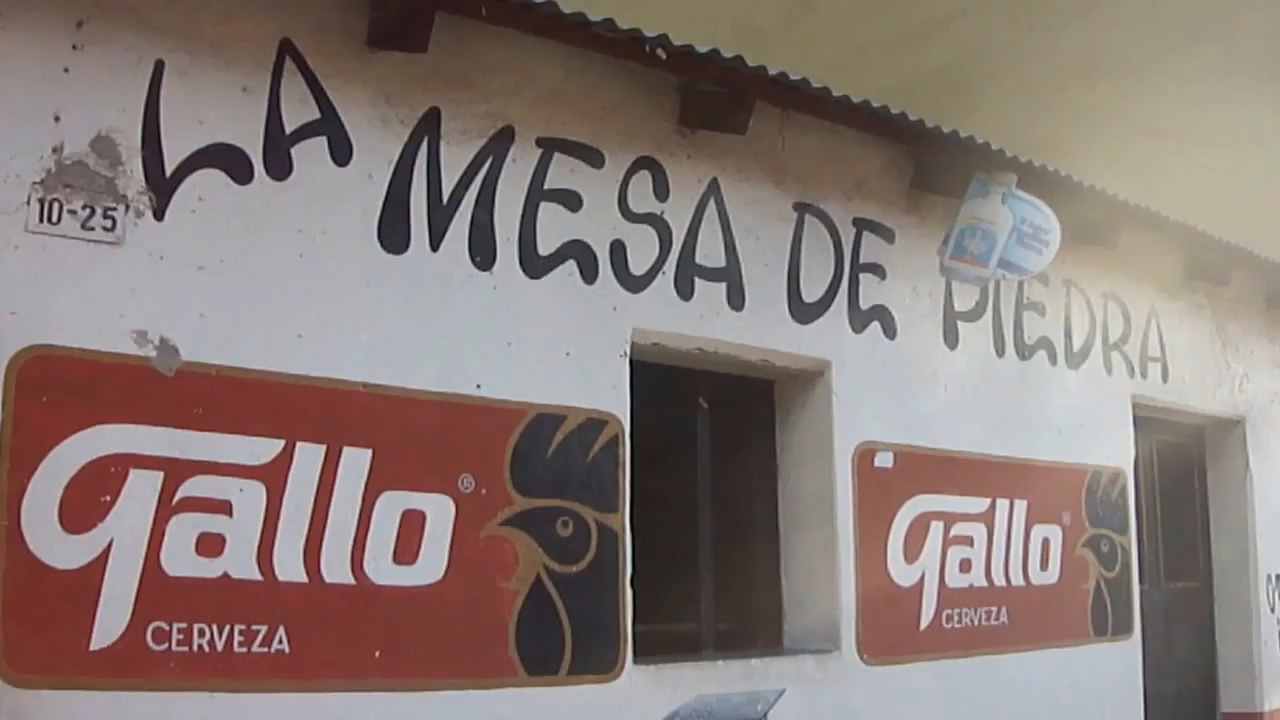 LA MESA DE PIEDRA
10-25
Gallo®
CERVEZA
Gallo®
CERVEZA